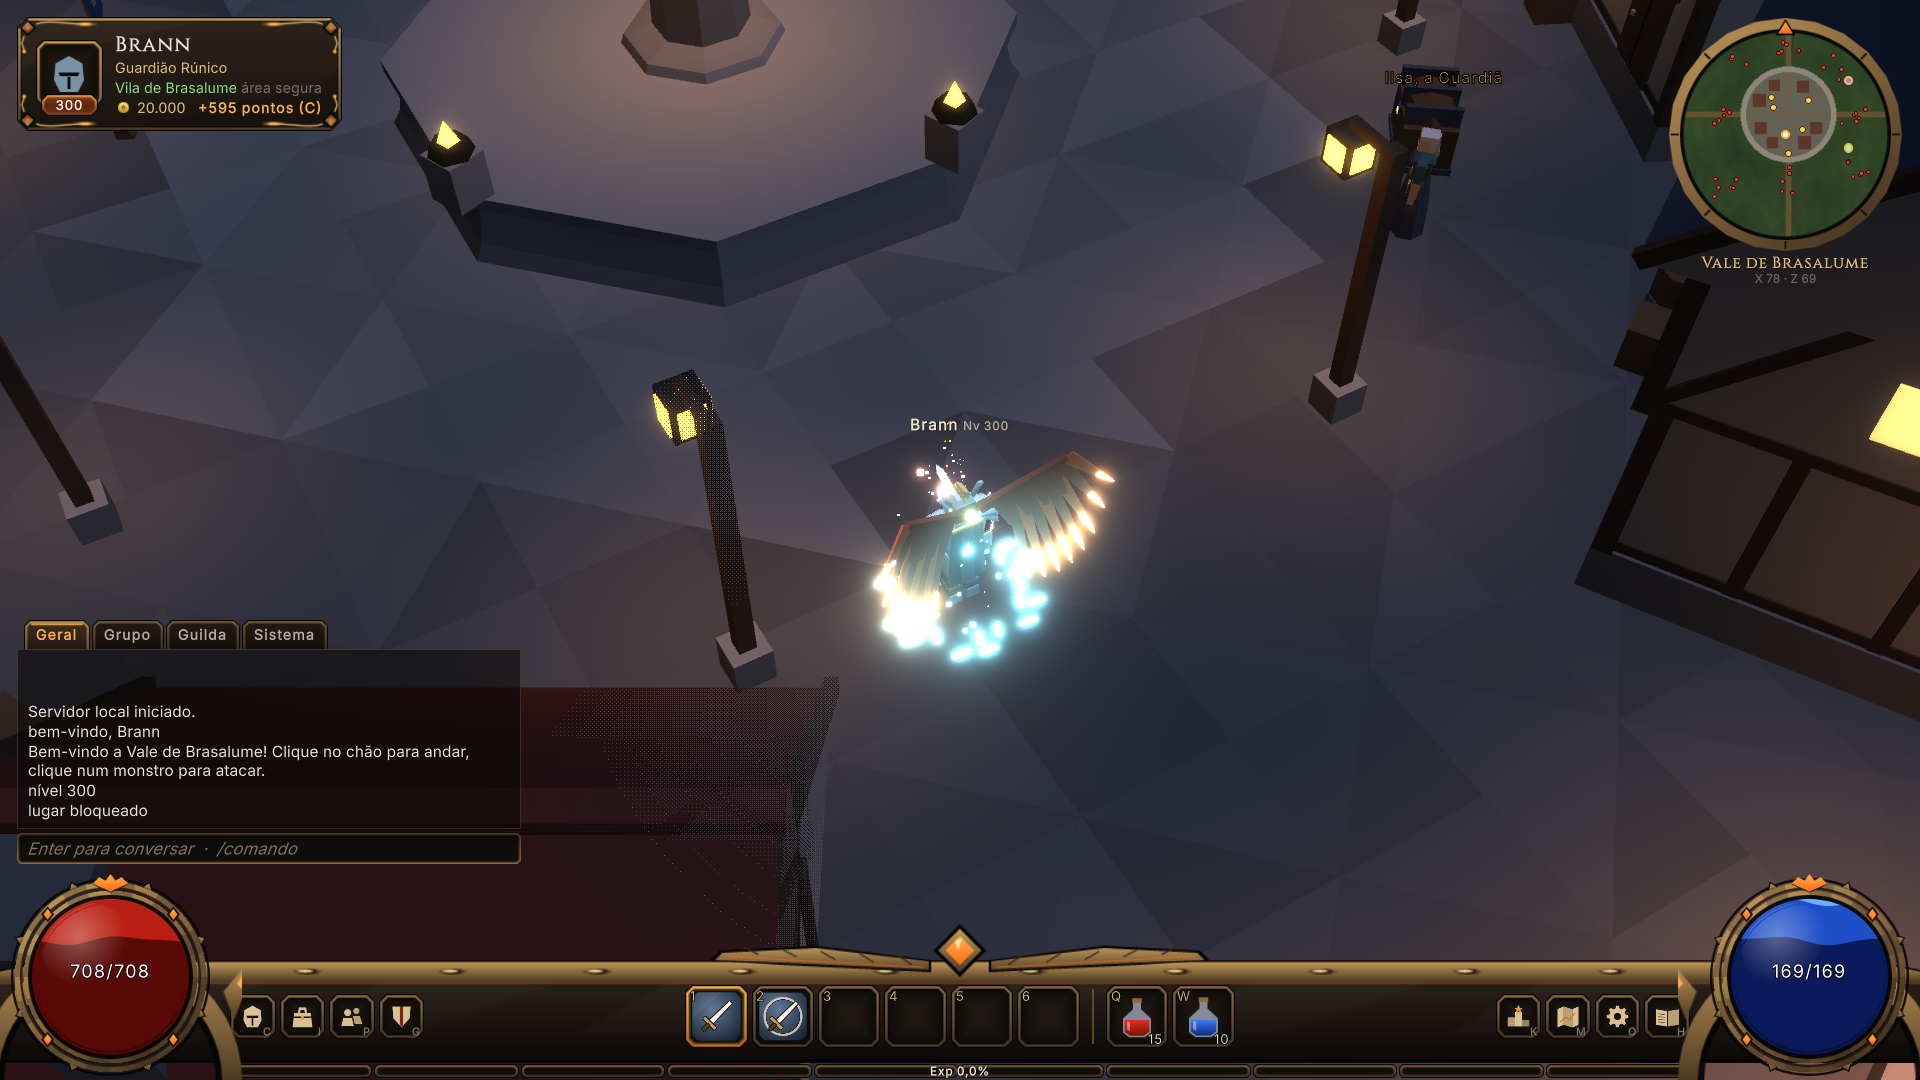 BRANN
Guardião Rúnico
Vila de Brasalume área segura
300
20.000 +595 pontos (C)
Ilsa, a Guardiã
VALE DE BRASALUME
X 78 · Z 69
Brann Nv 300
Geral Grupo Guilda Sistema
Servidor local iniciado.
bem-vindo, Brann
Bem-vindo a Vale de Brasalume! Clique no chão para andar,
clique num monstro para atacar.
nível 300
lugar bloqueado
Enter para conversar · /comando
708/708
169/169
C I P G
1 2 3 4 5 6 Q W
15 10
K M O H
Exp 0,0%